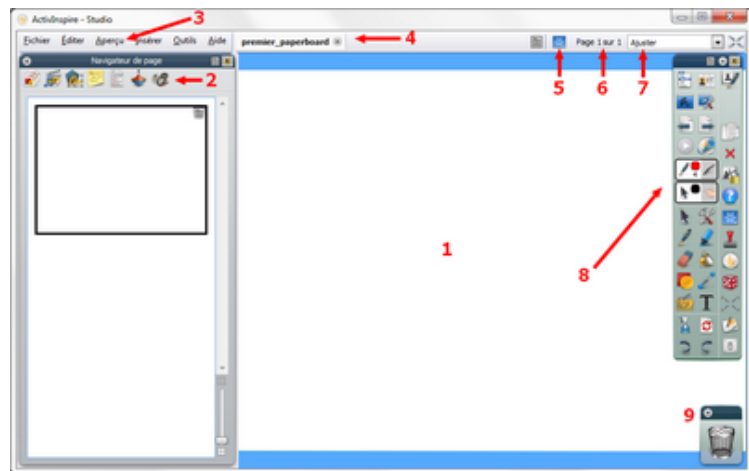 ActivInspire - Studio
3
Fichier Éditer Aperçu Insérer Outils Aide
premier_paperboard
4
Page 1 sur 1
Ajuster
Navigateur de page
2
5
6
7
1
8
T
9